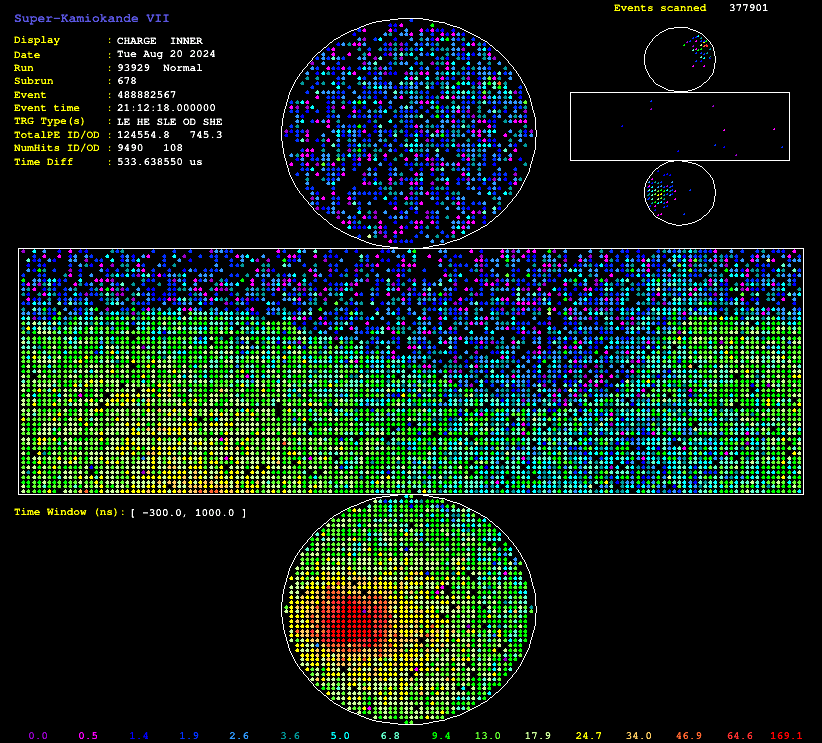 Super-Kamiokande VII
Events scanned 377901
Display : CHARGE INNER
Date : Tue Aug 20 2024
Run : 93929 Normal
Subrun : 678
Event : 488882567
Event time : 21:12:18.000000
TRG Type(s) : LE HE SLE OD SHE
TotalPE ID/OD : 124554.8 745.3
NumHits ID/OD : 9490 108
Time Diff : 533.638550 us
Time Window (ns): [ -300.0, 1000.0 ]
0.0 0.5 1.4 1.9 2.6 3.6 5.0 6.8 9.4 13.0 17.9 24.7 34.0 46.9 64.6 169.1